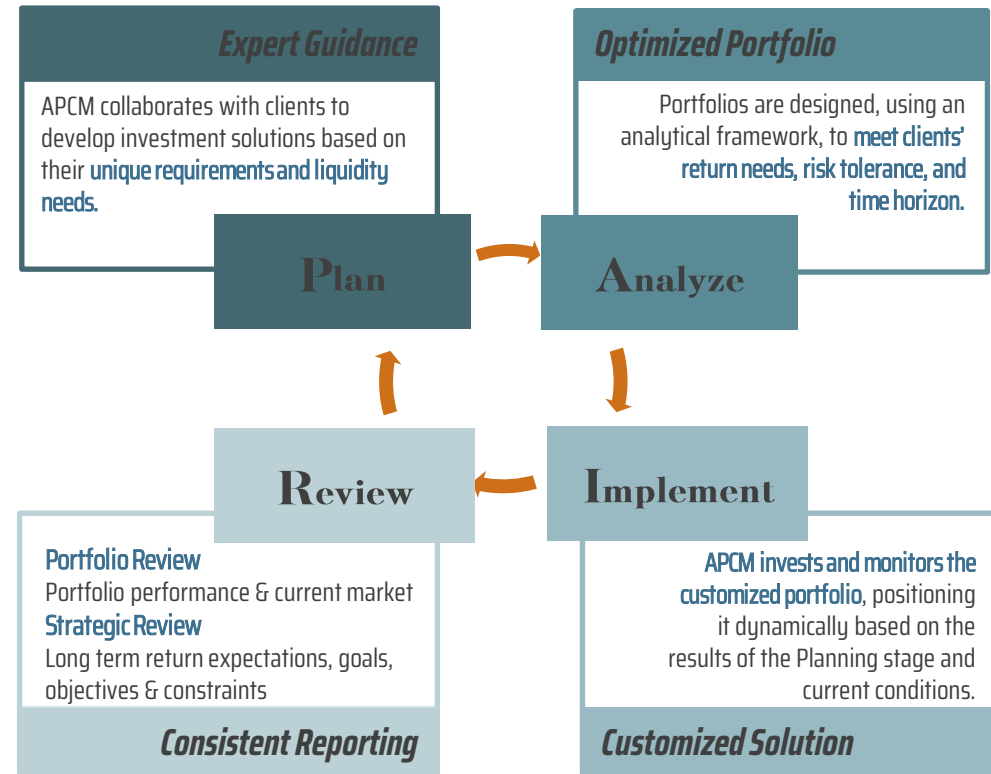 Expert Guidance
APCM collaborates with clients to
develop investment solutions based on
their unique requirements and liquidity
needs.
Plan
Optimized Portfolio
Portfolios are designed, using an
analytical framework, to meet clients’
return needs, risk tolerance, and
time horizon.
Analyze
Review
Portfolio Review
Portfolio performance & current market
Strategic Review
Long term return expectations, goals,
objectives & constraints
Consistent Reporting
Implement
APCM invests and monitors the
customized portfolio, positioning
it dynamically based on the
results of the Planning stage and
current conditions.
Customized Solution